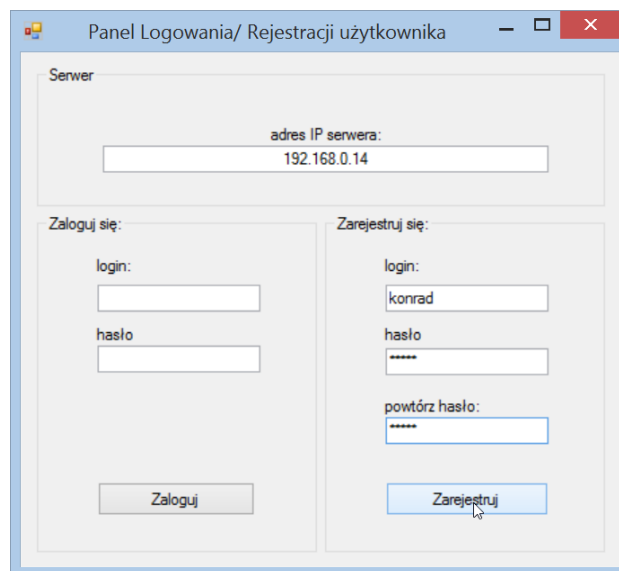 Panel Logowania/ Rejestracji użytkownika
Serwer
adres IP serwera:
192.168.0.14
Zaloguj się:
login:
hasło
Zaloguj
Zarejestruj się:
login:
konrad
hasło
*****
powtórz hasło:
*****
Zarejestruj